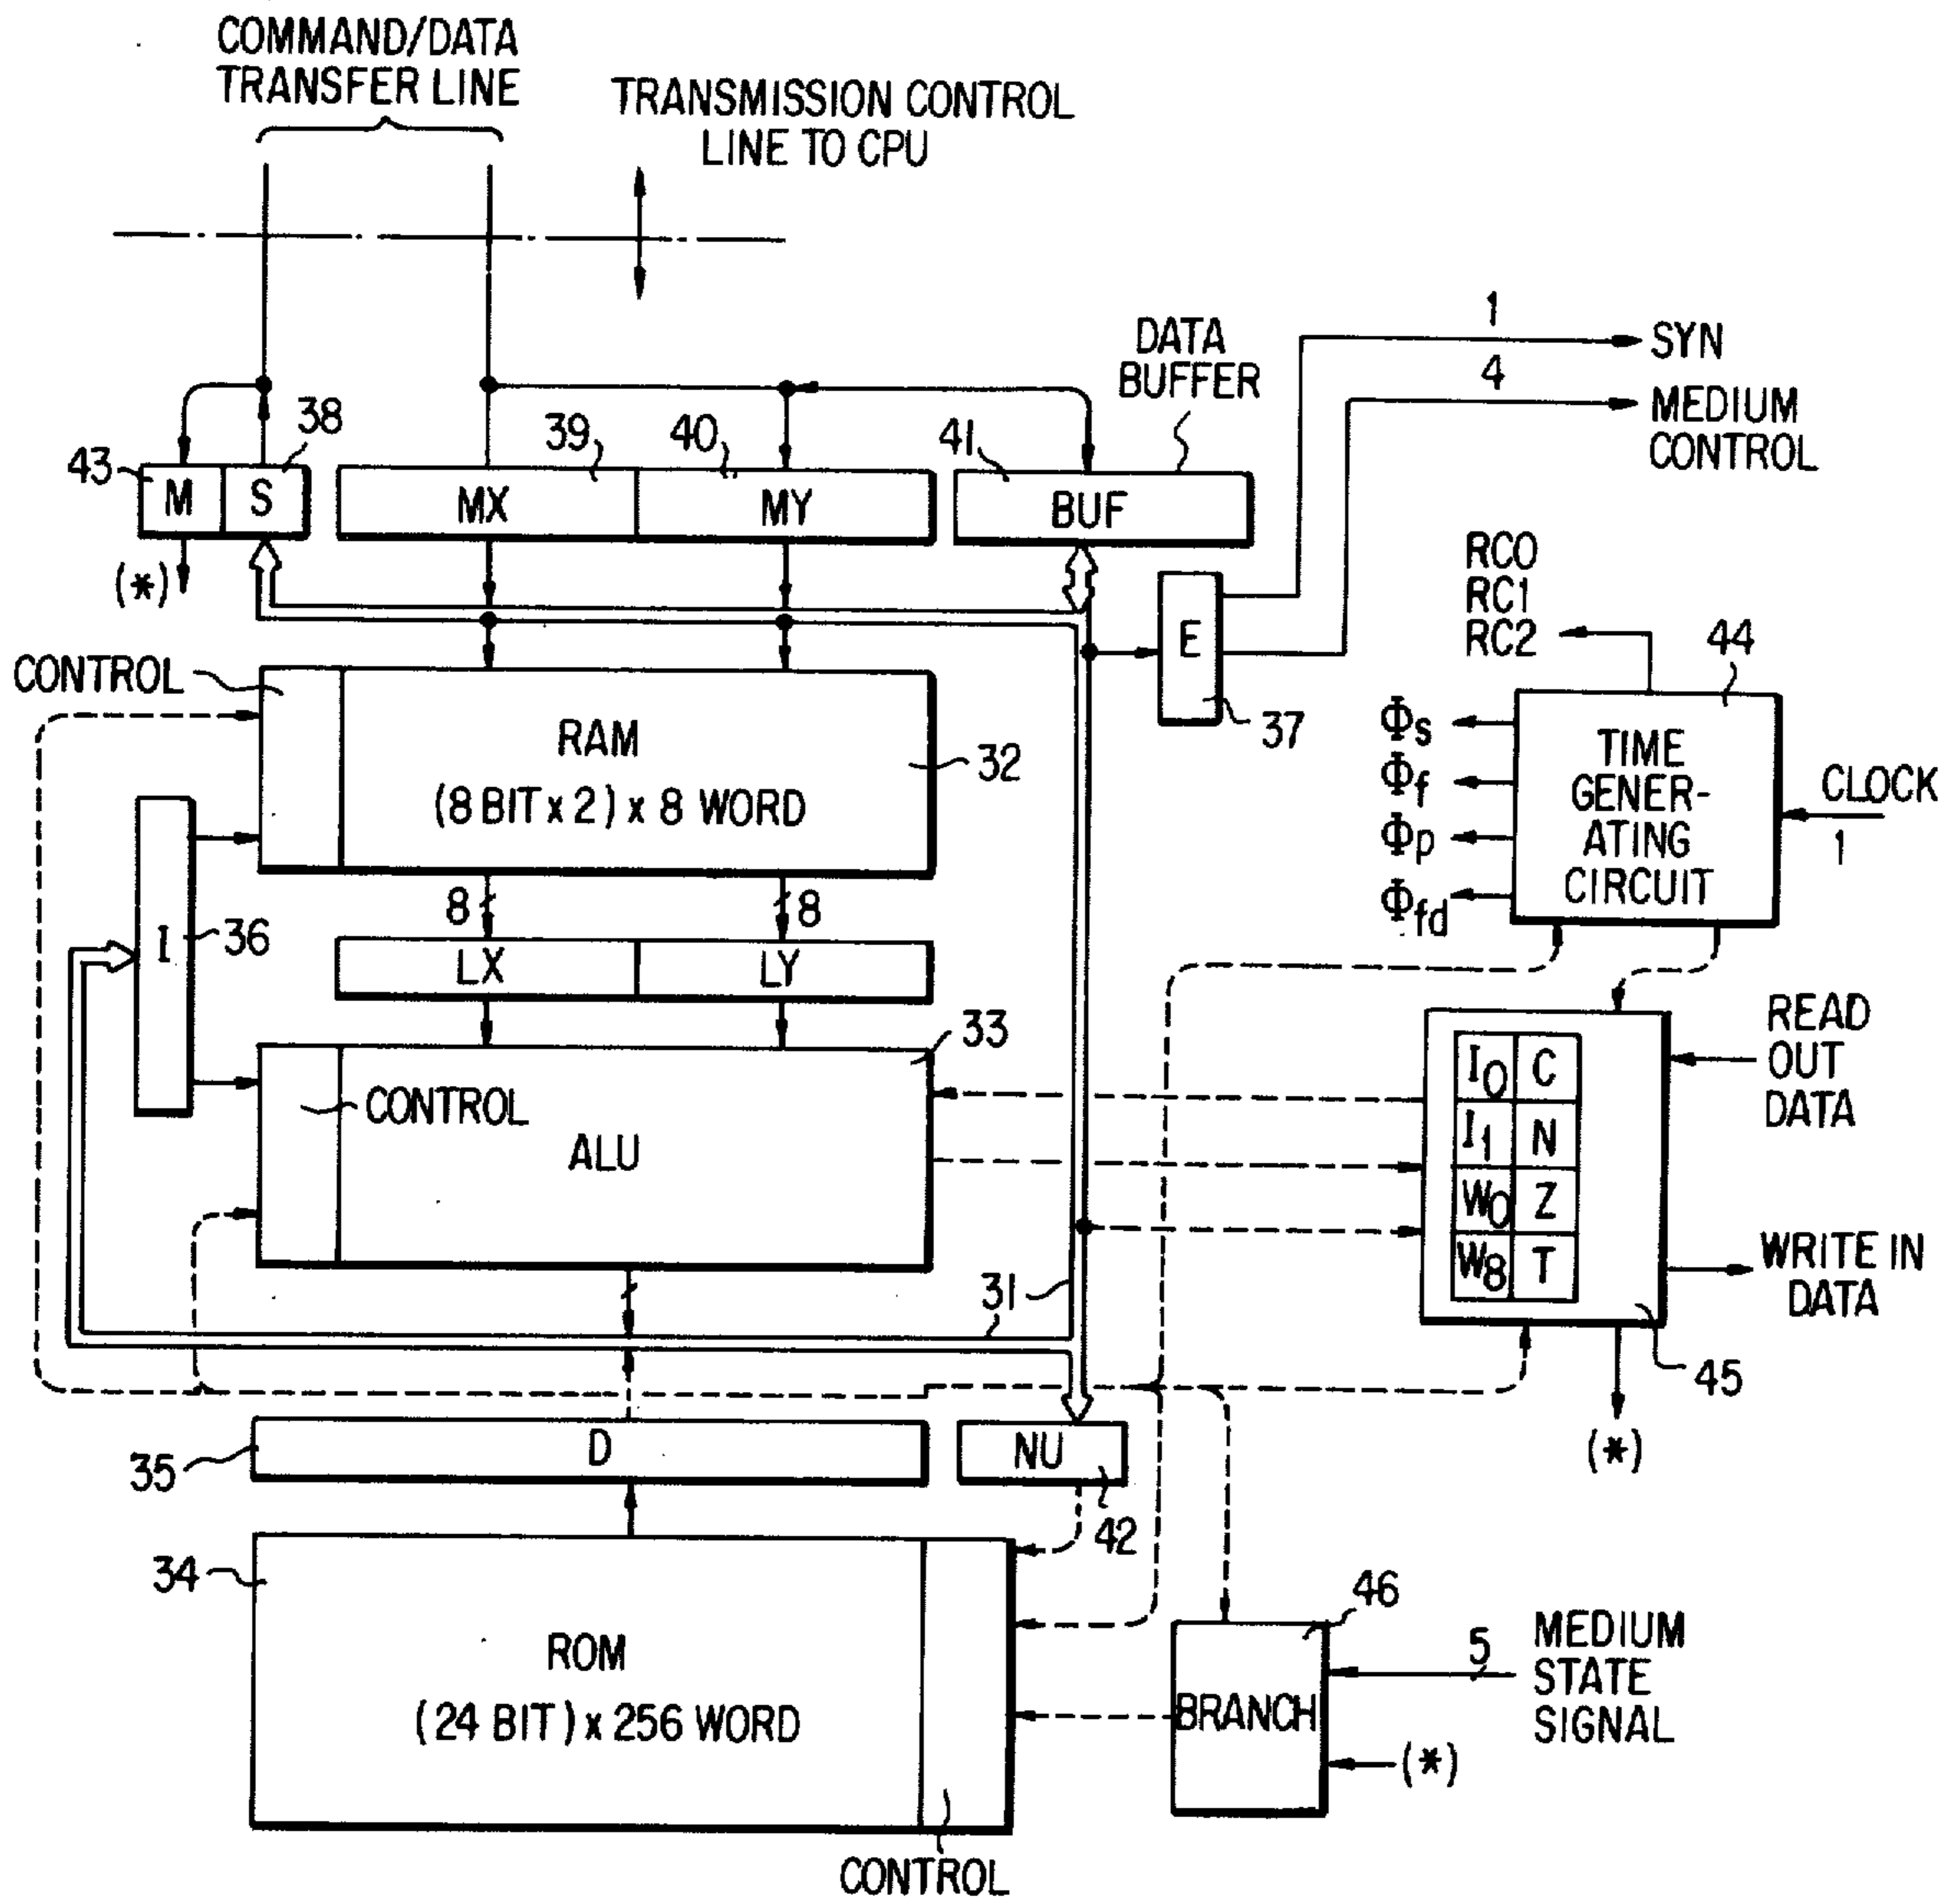 COMMAND/DATA
TRANSFER LINE
TRANSMISSION CONTROL
LINE TO CPU
1
SYN
4
MEDIUM
CONTROL
DATA
BUFFER
43
38
39
40
41
M
S
MX
MY
BUF
(*)
RC0
RC1
RC2
E
37
44
CONTROL
RAM
(8 BIT x 2) x 8 WORD
32
Φs
Φf
Φp
Φfd
TIME
GENER-
ATING
CIRCUIT
CLOCK
1
I
36
8
8
LX
LY
33
CONTROL
ALU
READ
OUT
DATA
I0 C
I1 N
W0 Z
W8 T
WRITE IN
DATA
31
45
(*)
35
D
NU
42
34
ROM
(24 BIT) x 256 WORD
CONTROL
46
BRANCH
5
MEDIUM
STATE
SIGNAL
(*)